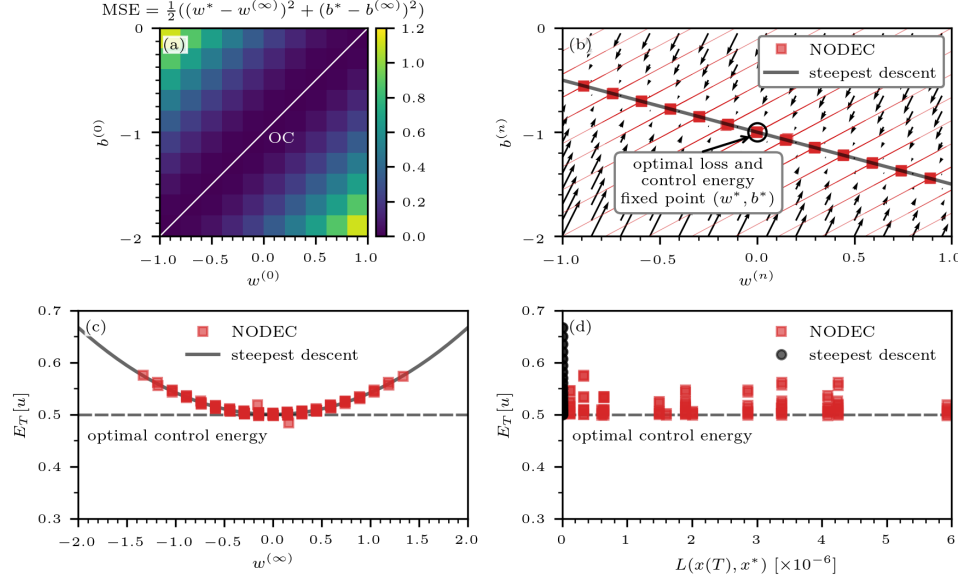 MSE = 1/2((w* − w^(∞))² + (b* − b^(∞))²)
(a)
OC
0
−1
−2
b^(0)
−1.0 −0.5 0.0 0.5 1.0
w^(0)
1.2
1.0
0.8
0.6
0.4
0.2
0.0
(b)
NODEC
steepest descent
optimal loss and
control energy
fixed point (w*, b*)
0
−1
−2
b^(n)
−1.0 −0.5 0.0 0.5 1.0
w^(n)
(c)
NODEC
steepest descent
optimal control energy
0.7
0.6
0.5
0.4
0.3
E_T[u]
−2.0 −1.5 −1.0 −0.5 0.0 0.5 1.0 1.5 2.0
w^(∞)
(d)
NODEC
steepest descent
optimal control energy
0.7
0.6
0.5
0.4
0.3
E_T[u]
0 1 2 3 4 5 6
L(x(T), x*) [×10⁻⁶]